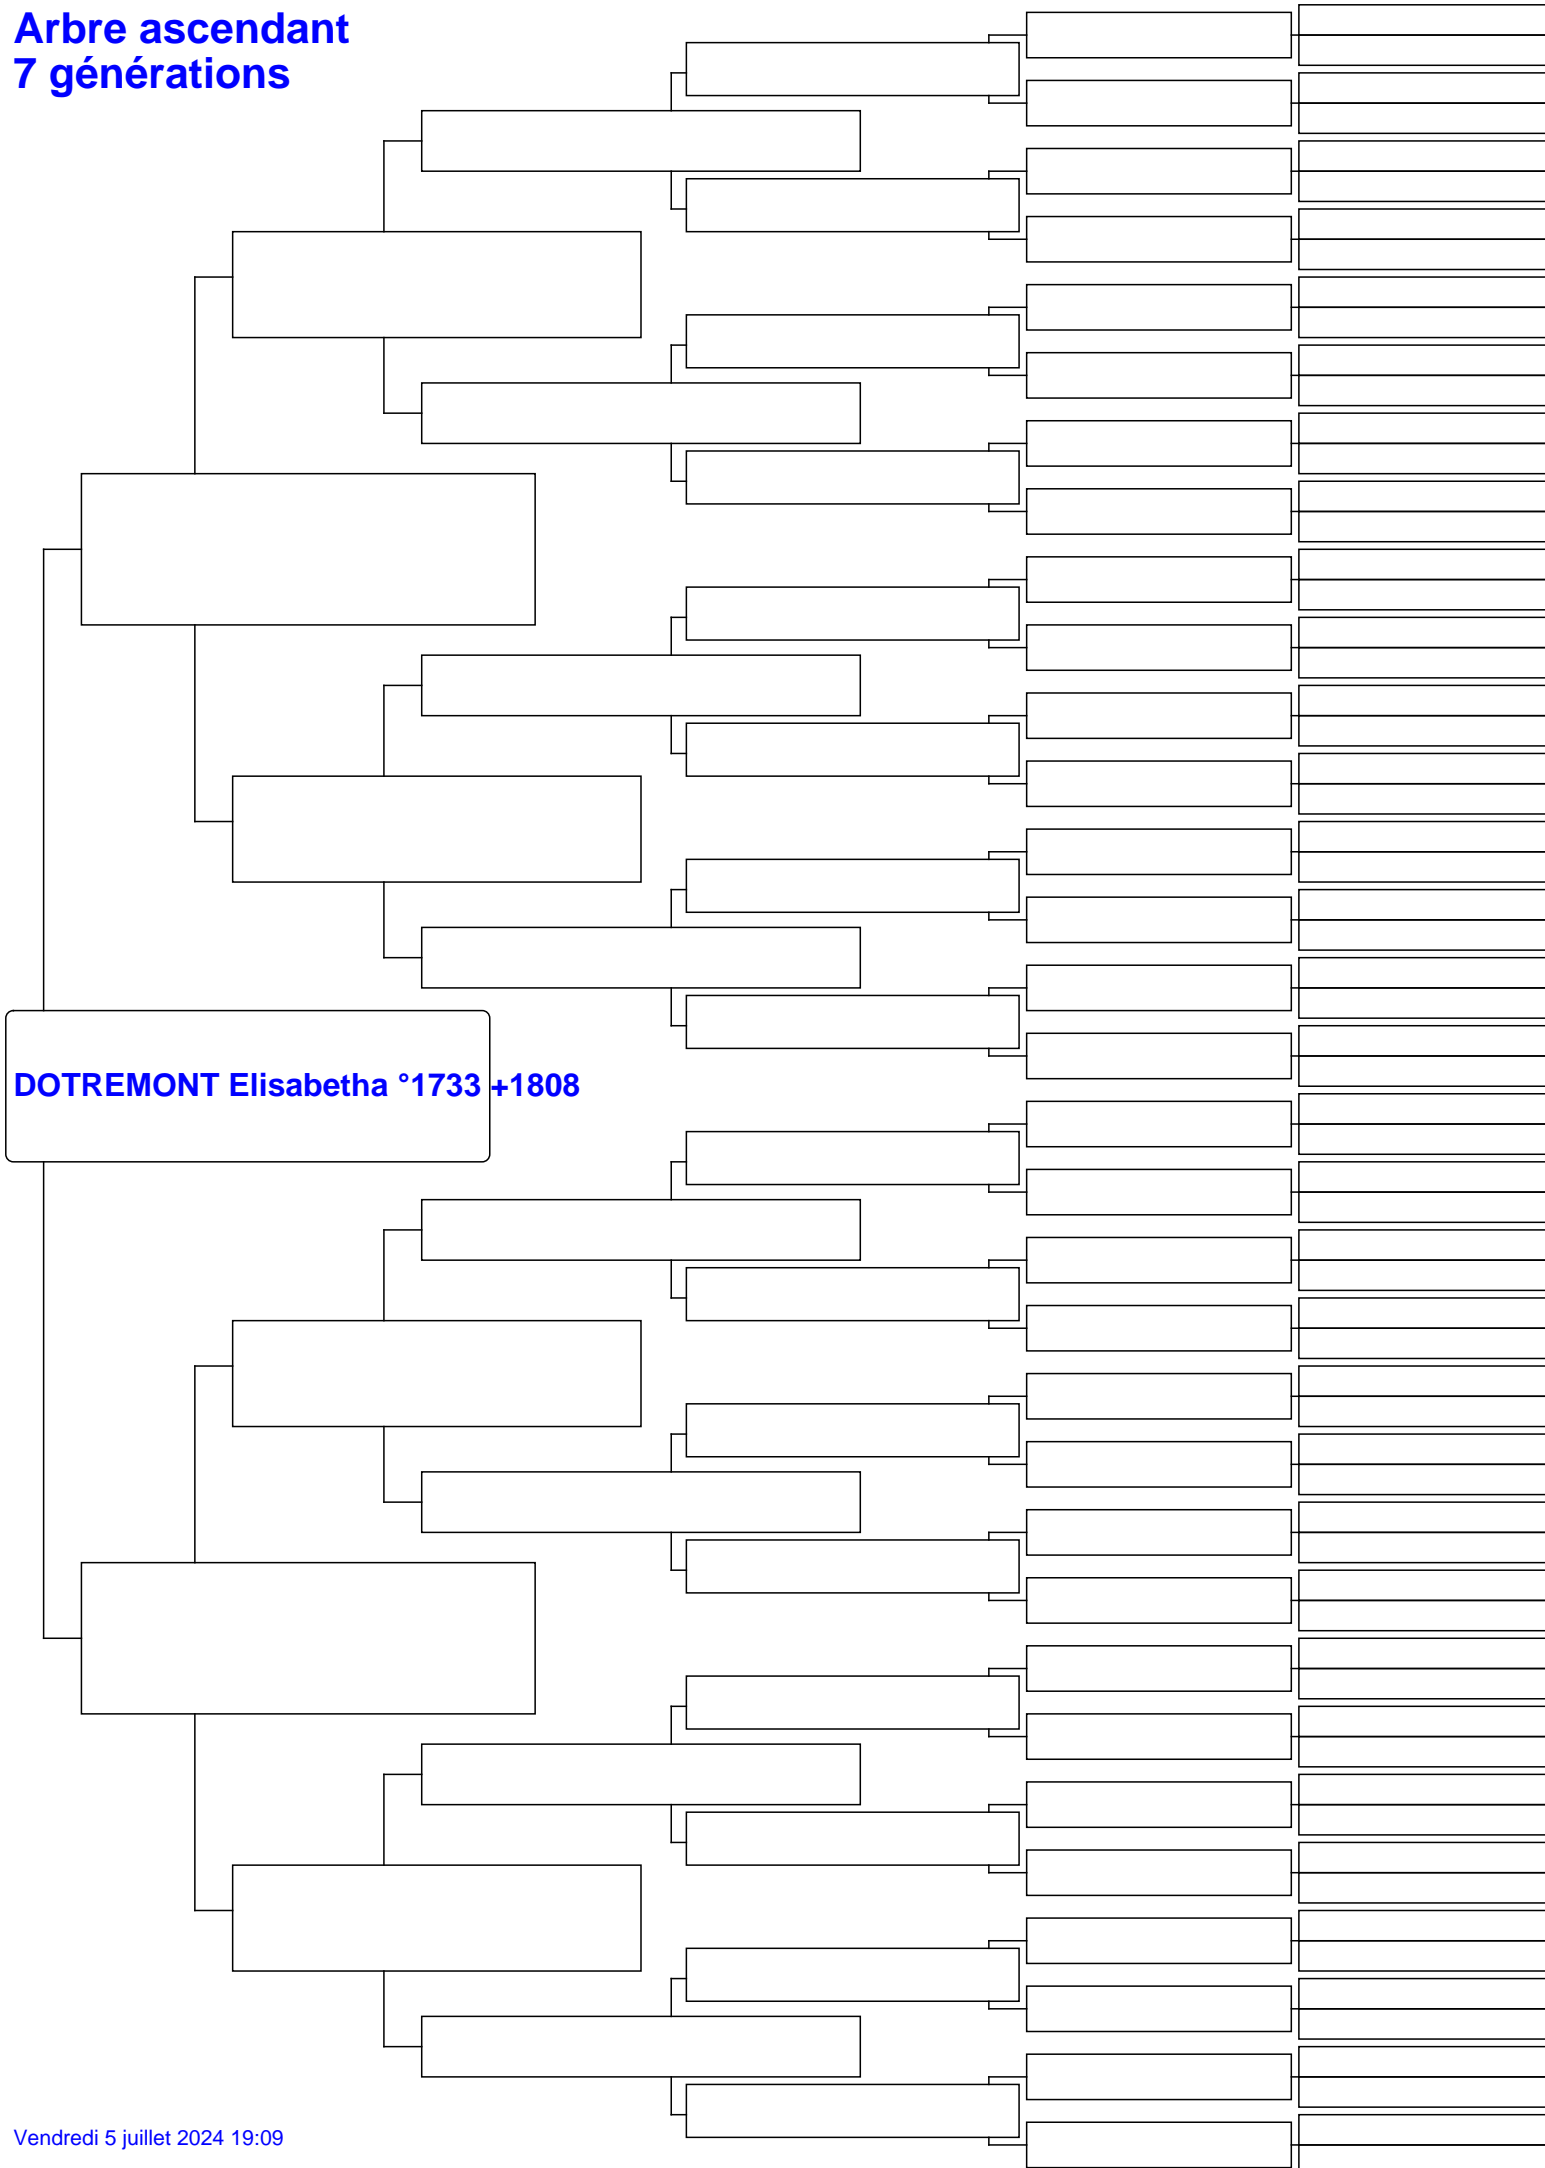 Arbre ascendant
7 générations
DOTREMONT Elisabetha °1733 +1808
Vendredi 5 juillet 2024 19:09